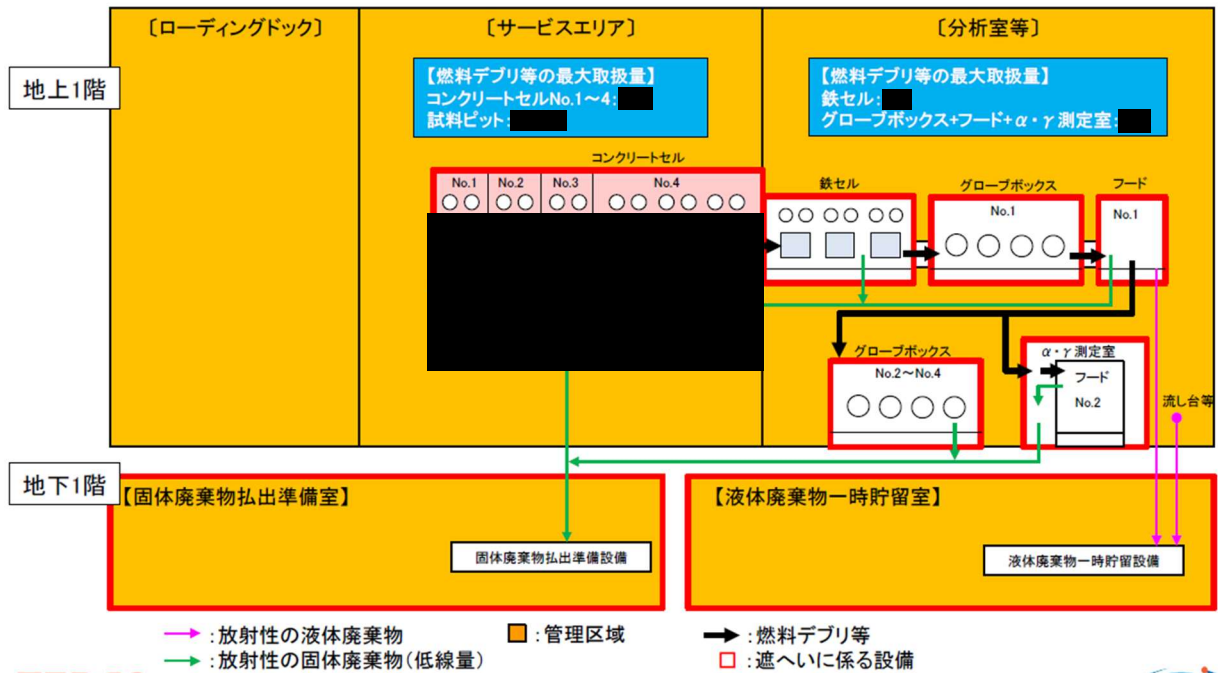 〔ローディングドック〕
〔サービスエリア〕
〔分析室等〕
地上1階
【燃料デブリ等の最大取扱量】
コンクリートセルNo.1～4:
試料ピット:
【燃料デブリ等の最大取扱量】
鉄セル:
グローブボックス+フード+α・γ測定室:
コンクリートセル
No.1
No.2
No.3
No.4
鉄セル
グローブボックス
No.1
フード
No.1
グローブボックス
No.2～No.4
α・γ測定室
フード
No.2
流し台等
地下1階
【固体廃棄物払出準備室】
【液体廃棄物一時貯留室】
固体廃棄物払出準備設備
液体廃棄物一時貯留設備
:放射性の液体廃棄物
:管理区域
:燃料デブリ等
:放射性の固体廃棄物(低線量)
:遮へいに係る設備